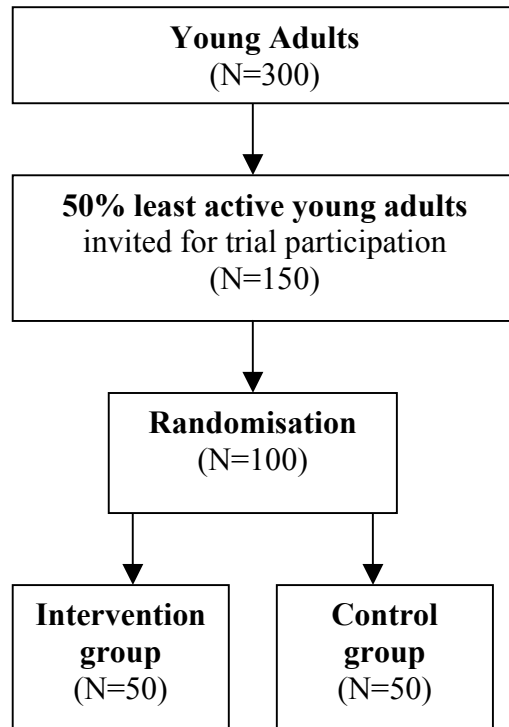 Young Adults
(N=300)
50% least active young adults
invited for trial participation
(N=150)
Randomisation
(N=100)
Intervention
group
(N=50)
Control
group
(N=50)